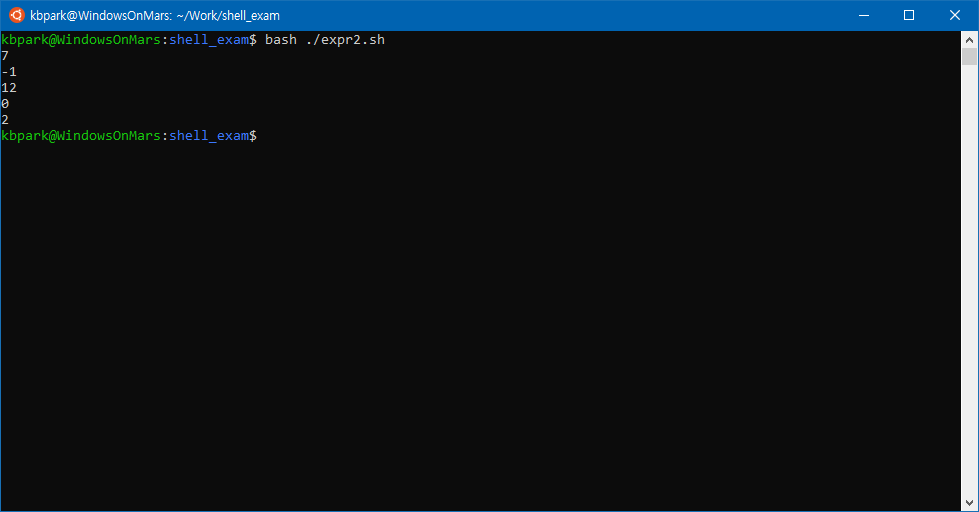 kbpark@WindowsOnMars: ~/Work/shell_exam
kbpark@WindowsOnMars:shell_exam$ bash ./expr2.sh
7
-1
12
0
2
kbpark@WindowsOnMars:shell_exam$